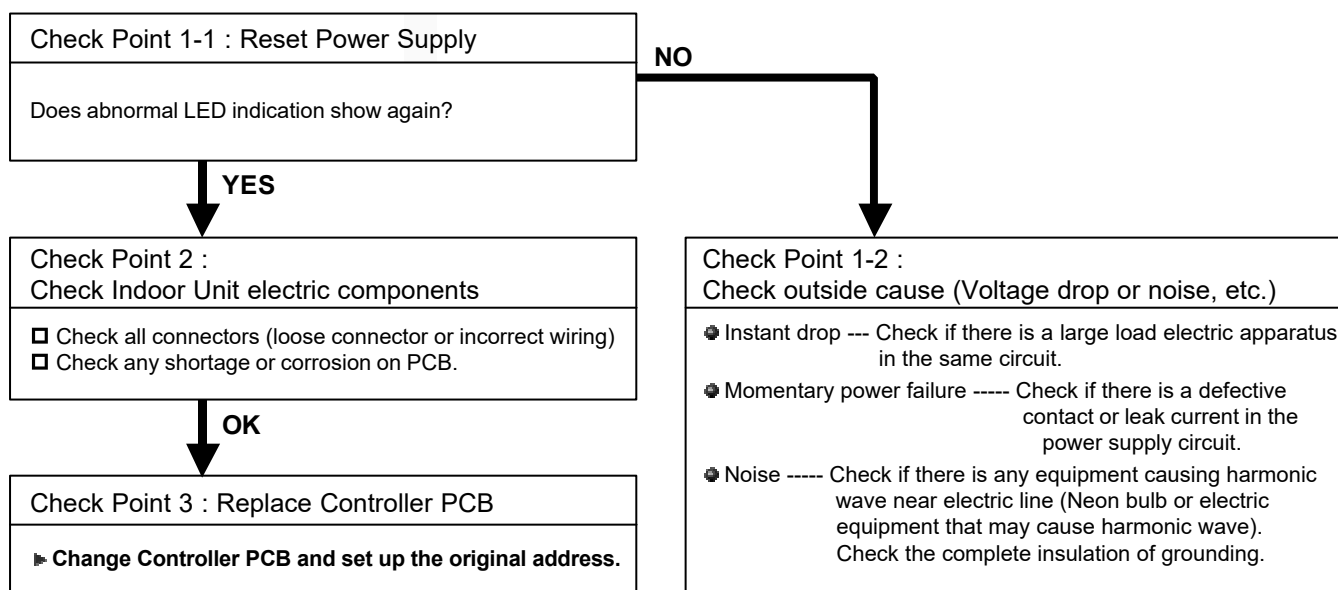 Check Point 1-1 : Reset Power Supply
Does abnormal LED indication show again?
NO
YES
Check Point 2 :
Check Indoor Unit electric components
Check all connectors (loose connector or incorrect wiring)
Check any shortage or corrosion on PCB.
OK
Check Point 3 : Replace Controller PCB
Change Controller PCB and set up the original address.
Check Point 1-2 :
Check outside cause (Voltage drop or noise, etc.)
Instant drop --- Check if there is a large load electric apparatus
in the same circuit.
Momentary power failure ----- Check if there is a defective
contact or leak current in the
power supply circuit.
Noise ----- Check if there is any equipment causing harmonic
wave near electric line (Neon bulb or electric
equipment that may cause harmonic wave).
Check the complete insulation of grounding.